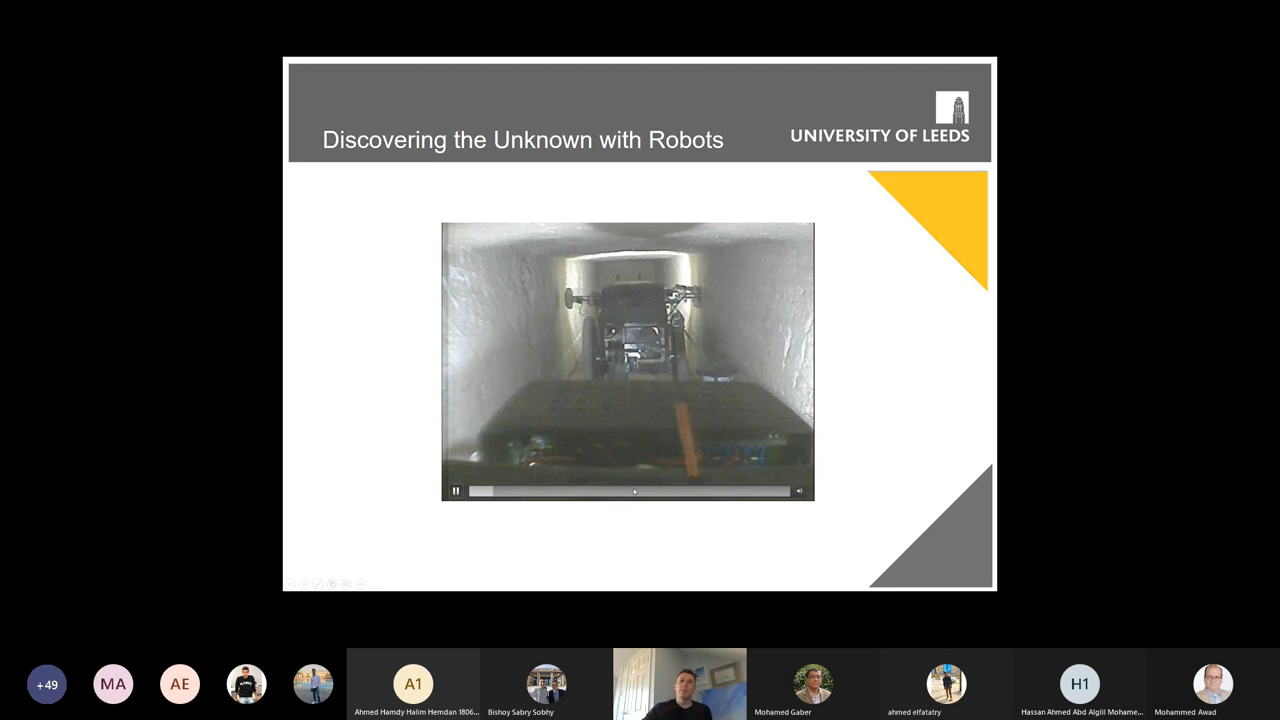 Discovering the Unknown with Robots
UNIVERSITY OF LEEDS
+49
MA
AE
A1
H1
Ahmed Hamdy Halim Hemdan 1806...
Bishoy Sabry Sobhy
Mohamed Gaber
ahmed elfatatry
Hassan Ahmed Abd Alglil Mohame...
Mohammed Awad